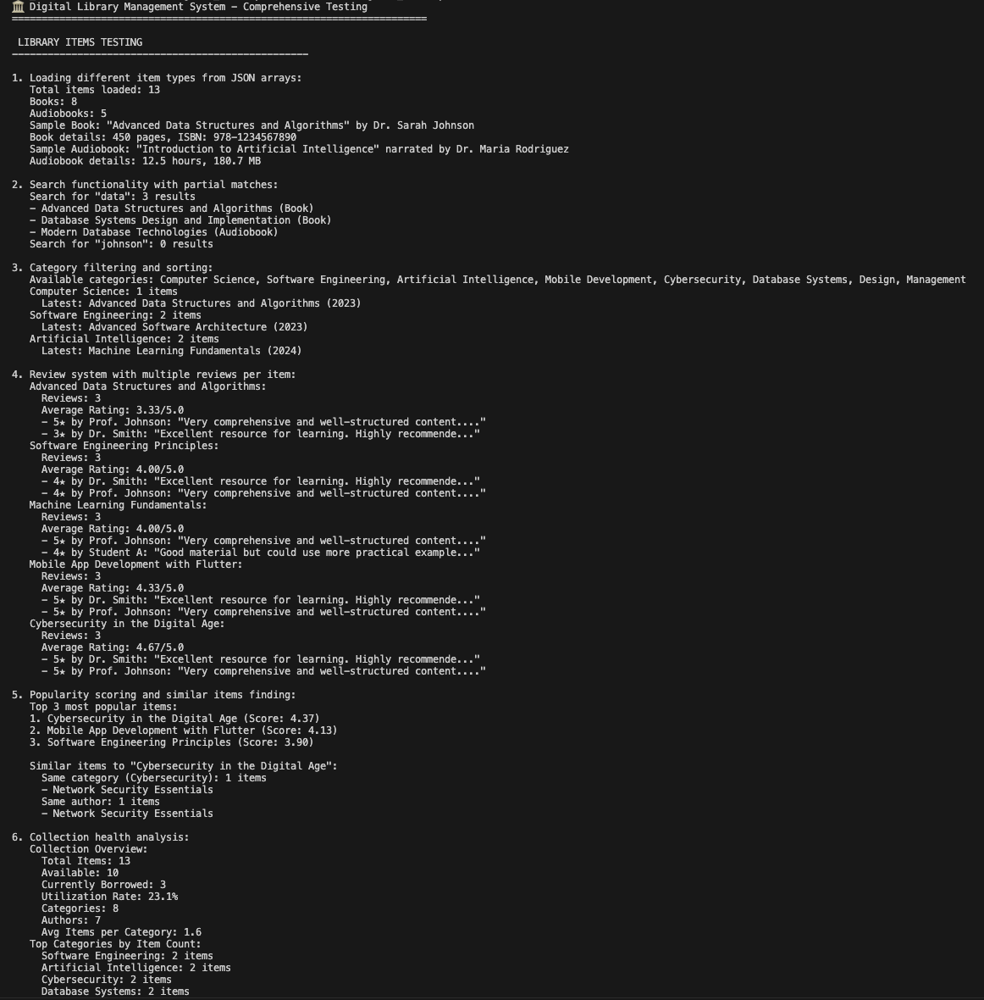 🏛️ Digital Library Management System - Comprehensive Testing
======================================================================
LIBRARY ITEMS TESTING
--------------------------------------------------
1. Loading different item types from JSON arrays:
Total items loaded: 13
Books: 8
Audiobooks: 5
Sample Book: "Advanced Data Structures and Algorithms" by Dr. Sarah Johnson
Book details: 450 pages, ISBN: 978-1234567890
Sample Audiobook: "Introduction to Artificial Intelligence" narrated by Dr. Maria Rodriguez
Audiobook details: 12.5 hours, 180.7 MB
2. Search functionality with partial matches:
Search for "data": 3 results
- Advanced Data Structures and Algorithms (Book)
- Database Systems Design and Implementation (Book)
- Modern Database Technologies (Audiobook)
Search for "johnson": 0 results
3. Category filtering and sorting:
Available categories: Computer Science, Software Engineering, Artificial Intelligence, Mobile Development, Cybersecurity, Database Systems, Design, Management
Computer Science: 1 items
Latest: Advanced Data Structures and Algorithms (2023)
Software Engineering: 2 items
Latest: Advanced Software Architecture (2023)
Artificial Intelligence: 2 items
Latest: Machine Learning Fundamentals (2024)
4. Review system with multiple reviews per item:
Advanced Data Structures and Algorithms:
Reviews: 3
Average Rating: 3.33/5.0
- 5★ by Prof. Johnson: "Very comprehensive and well-structured content...."
- 3★ by Dr. Smith: "Excellent resource for learning. Highly recommende..."
Software Engineering Principles:
Reviews: 3
Average Rating: 4.00/5.0
- 4★ by Dr. Smith: "Excellent resource for learning. Highly recommende..."
- 4★ by Prof. Johnson: "Very comprehensive and well-structured content...."
Machine Learning Fundamentals:
Reviews: 3
Average Rating: 4.00/5.0
- 5★ by Prof. Johnson: "Very comprehensive and well-structured content...."
- 4★ by Student A: "Good material but could use more practical example..."
Mobile App Development with Flutter:
Reviews: 3
Average Rating: 4.33/5.0
- 5★ by Dr. Smith: "Excellent resource for learning. Highly recommende..."
- 5★ by Prof. Johnson: "Very comprehensive and well-structured content...."
Cybersecurity in the Digital Age:
Reviews: 3
Average Rating: 4.67/5.0
- 5★ by Dr. Smith: "Excellent resource for learning. Highly recommende..."
- 5★ by Prof. Johnson: "Very comprehensive and well-structured content...."
5. Popularity scoring and similar items finding:
Top 3 most popular items:
1. Cybersecurity in the Digital Age (Score: 4.37)
2. Mobile App Development with Flutter (Score: 4.13)
3. Software Engineering Principles (Score: 3.90)
Similar items to "Cybersecurity in the Digital Age":
Same category (Cybersecurity): 1 items
- Network Security Essentials
Same author: 1 items
- Network Security Essentials
6. Collection health analysis:
Collection Overview:
Total Items: 13
Available: 10
Currently Borrowed: 3
Utilization Rate: 23.1%
Categories: 8
Authors: 7
Avg Items per Category: 1.6
Top Categories by Item Count:
Software Engineering: 2 items
Artificial Intelligence: 2 items
Cybersecurity: 2 items
Database Systems: 2 items